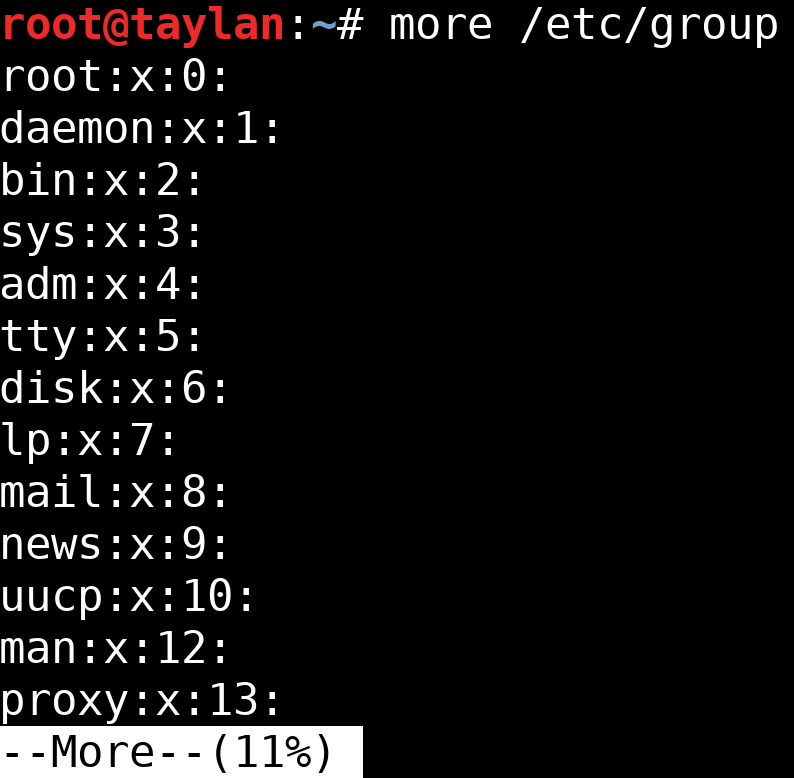 root@taylan:~# more /etc/group
root:x:0:
daemon:x:1:
bin:x:2:
sys:x:3:
adm:x:4:
tty:x:5:
disk:x:6:
lp:x:7:
mail:x:8:
news:x:9:
uucp:x:10:
man:x:12:
proxy:x:13:
--More--(11%)